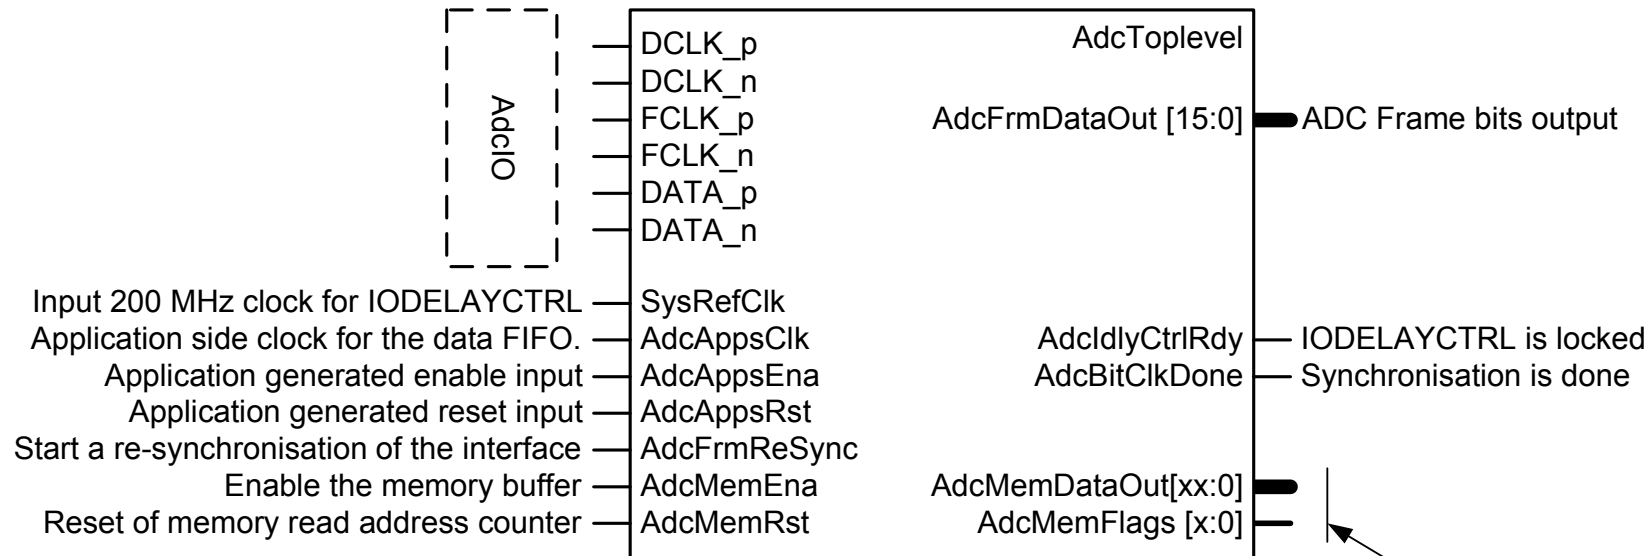 AdcToplevel
AdcIO
DCLK_p
DCLK_n
FCLK_p
AdcFrmDataOut [15:0] ADC Frame bits output
FCLK_n
DATA_p
DATA_n
Input 200 MHz clock for IODELAYCTRL SysRefClk
Application side clock for the data FIFO. AdcAppsClk
AdcIdlyCtrlRdy IODELAYCTRL is locked
Application generated enable input AdcAppsEna
AdcBitClkDone Synchronisation is done
Application generated reset input AdcAppsRst
Start a re-synchronisation of the interface AdcFrmReSync
Enable the memory buffer AdcMemEna
AdcMemDataOut[xx:0]
Reset of memory read address counter AdcMemRst
AdcMemFlags [x:0]